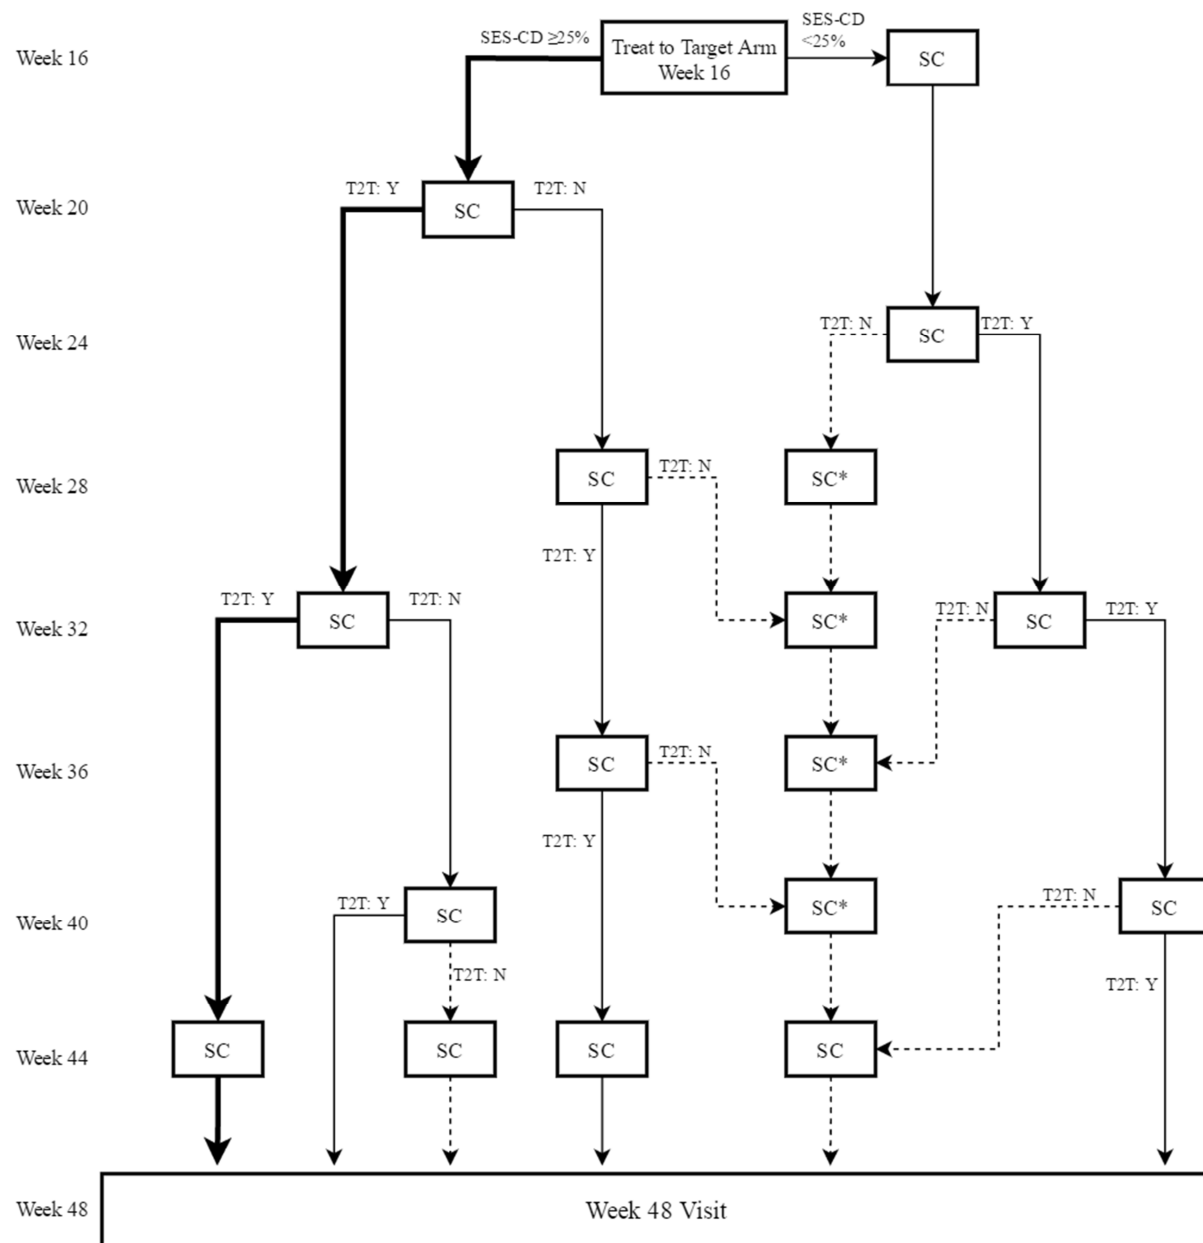 SES-CD
SES-CD ≥25%
<25%
Treat to Target Arm
Week 16
Week 16
SC
T2T: Y
T2T: N
Week 20
SC
T2T: N
T2T: Y
Week 24
SC
T2T: N
Week 28
SC
SC*
T2T: Y
T2T: Y
T2T: N
T2T: N
T2T: Y
Week 32
SC
SC*
SC
T2T: N
Week 36
SC
SC*
T2T: Y
T2T: Y
T2T: N
Week 40
SC
SC*
SC
T2T: N
T2T: Y
Week 44
SC
SC
SC
SC
Week 48
Week 48 Visit